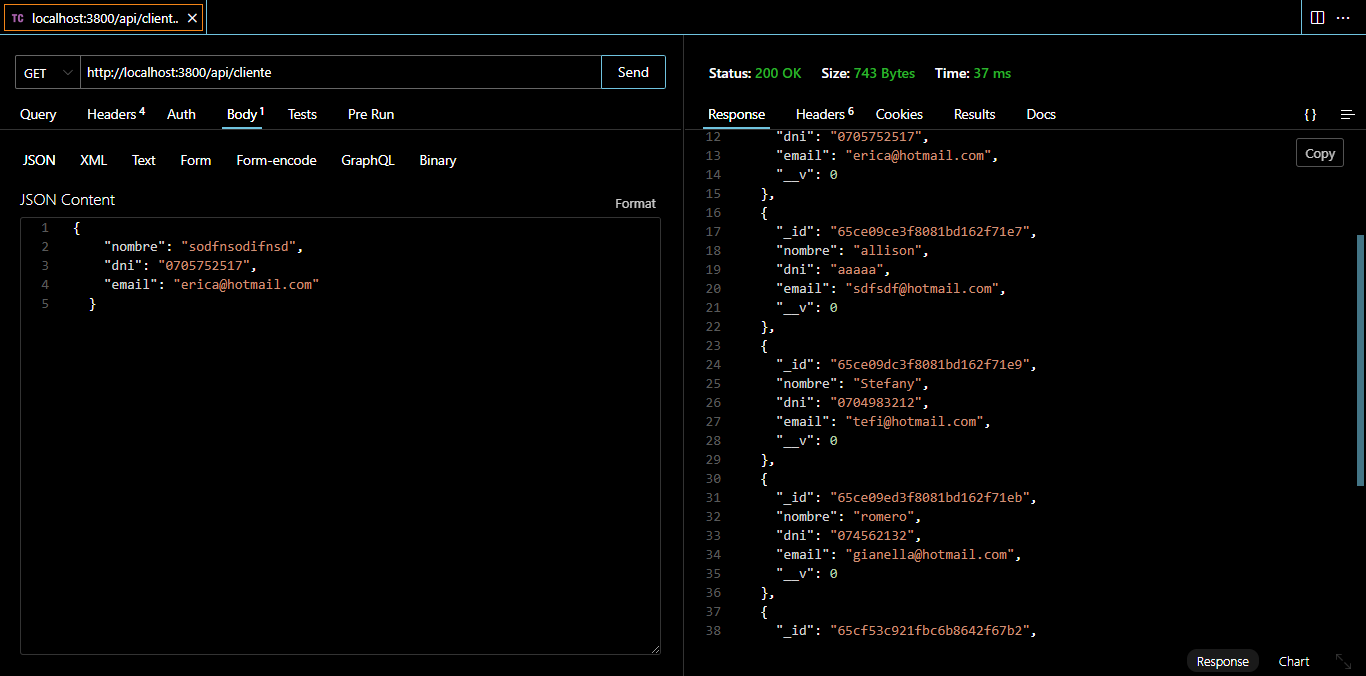 TC localhost:3800/api/client..
GET http://localhost:3800/api/cliente Send
Query Headers 4 Auth Body 1 Tests Pre Run
JSON XML Text Form Form-encode GraphQL Binary
JSON Content
Format
1 {
2 "nombre": "sodfnsodifnsd",
3 "dni": "0705752517",
4 "email": "erica@hotmail.com"
5 }
Status: 200 OK Size: 743 Bytes Time: 37 ms
Response Headers 6 Cookies Results Docs {}
Copy
12 "dni": "0705752517",
13 "email": "erica@hotmail.com",
14 "__v": 0
15 },
16 {
17 "_id": "65ce09ce3f8081bd162f71e7",
18 "nombre": "allison",
19 "dni": "aaaaa",
20 "email": "sdfsdf@hotmail.com",
21 "__v": 0
22 },
23 {
24 "_id": "65ce09dc3f8081bd162f71e9",
25 "nombre": "Stefany",
26 "dni": "0704983212",
27 "email": "tefi@hotmail.com",
28 "__v": 0
29 },
30 {
31 "_id": "65ce09ed3f8081bd162f71eb",
32 "nombre": "romero",
33 "dni": "074562132",
34 "email": "gianella@hotmail.com",
35 "__v": 0
36 },
37 {
38 "_id": "65cf53c921fbc6b8642f67b2",
Response Chart